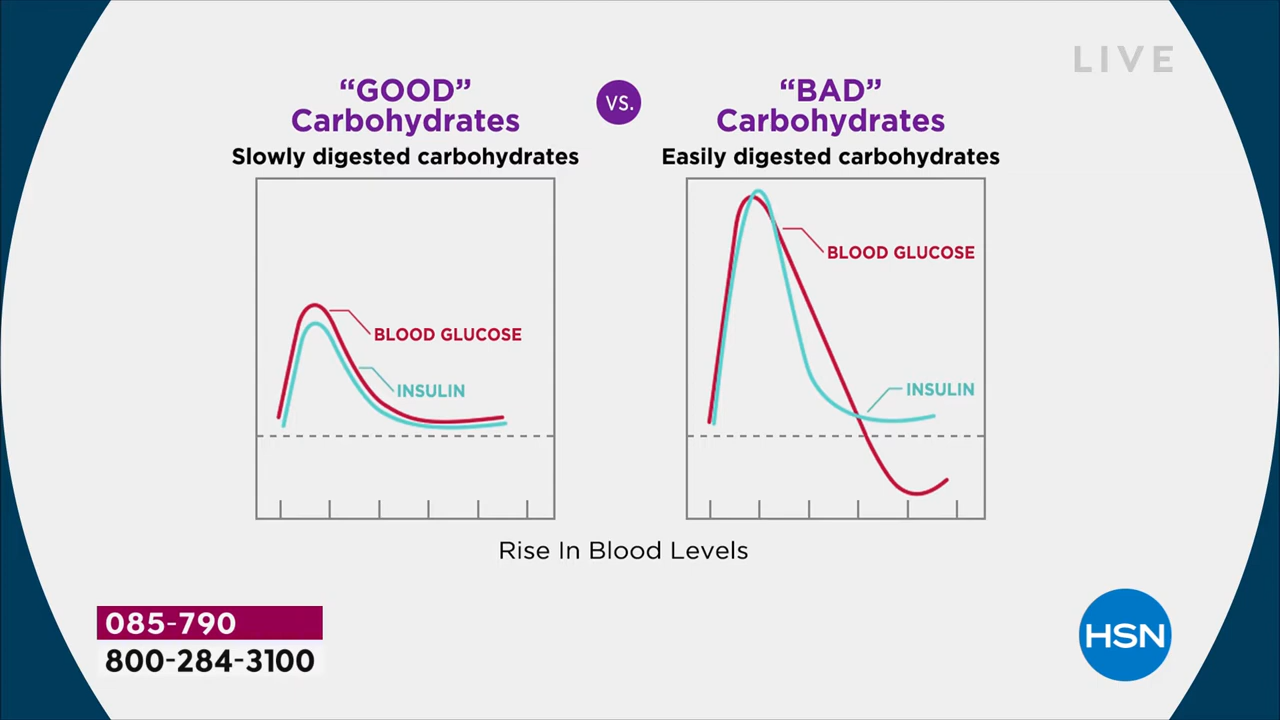 LIVE
“GOOD”
Carbohydrates
Slowly digested carbohydrates
VS.
“BAD”
Carbohydrates
Easily digested carbohydrates
BLOOD GLUCOSE
INSULIN
BLOOD GLUCOSE
INSULIN
Rise In Blood Levels
085-790
800-284-3100
HSN